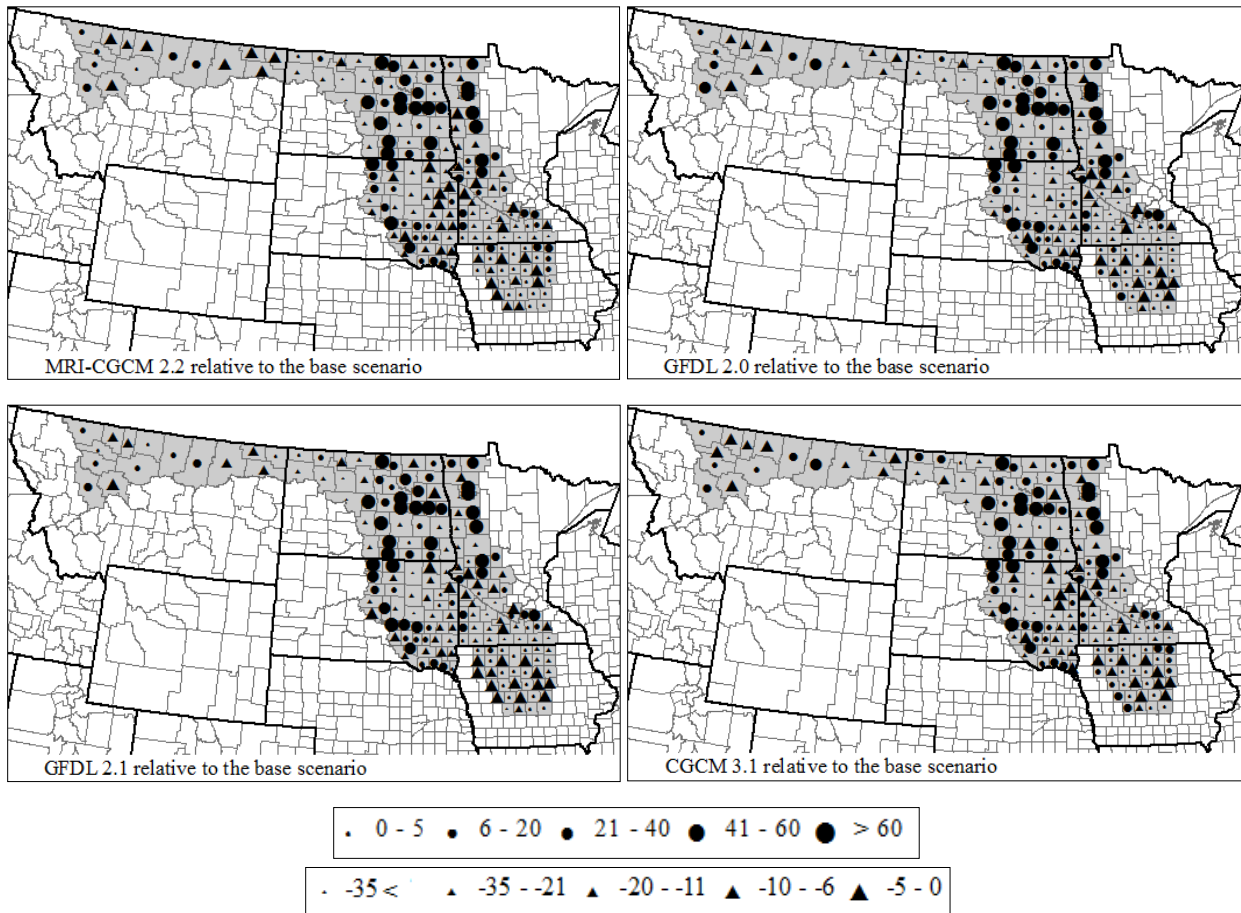 MRI-CGCM 2.2 relative to the base scenario
GFDL 2.0 relative to the base scenario
GFDL 2.1 relative to the base scenario
CGCM 3.1 relative to the base scenario
0 - 5 6 - 20 21 - 40 41 - 60 > 60
-35 < -35 - -21 -20 - -11 -10 - -6 -5 - 0